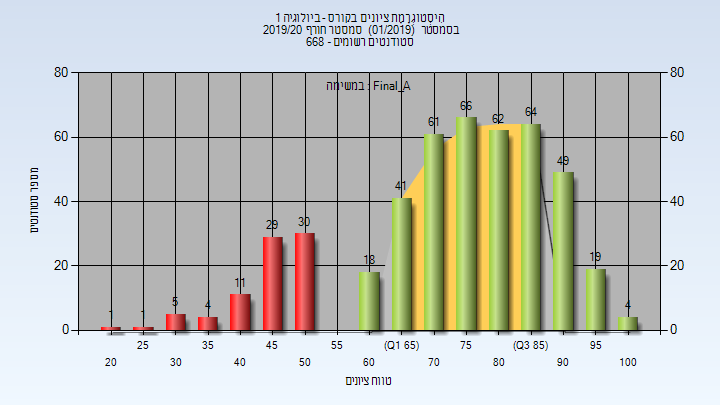 היסטוגרמת ציונים בקורס - ביולוגיה 1
בסמסטר (01/2019) סמסטר חורף 2019/20
סטודנטים רשומים - 668
במשימה : Final_A
מספר סטודנטים
80 60 40 20 0
80 60 40 20 0
1 1 5 4 11 29 30 18 41 61 66 62 64 49 19 4
25 35 45 55 (Q1 65) 75 (Q3 85) 95
20 30 40 50 60 70 80 90 100
טווח ציונים